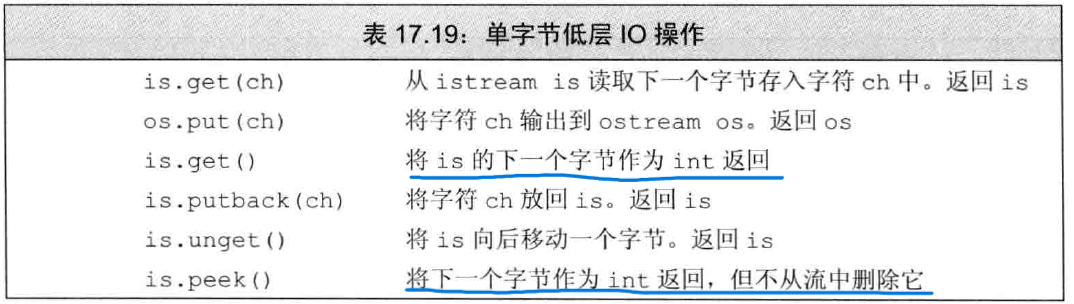 表 17.19：单字节低层 IO 操作
is.get(ch) 从 istream is 读取下一个字节存入字符 ch 中。返回 is
os.put(ch) 将字符 ch 输出到 ostream os。返回 os
is.get() 将 is 的下一个字节作为 int 返回
is.putback(ch) 将字符 ch 放回 is。返回 is
is.unget() 将 is 向后移动一个字节。返回 is
is.peek() 将下一个字节作为 int 返回，但不从流中删除它